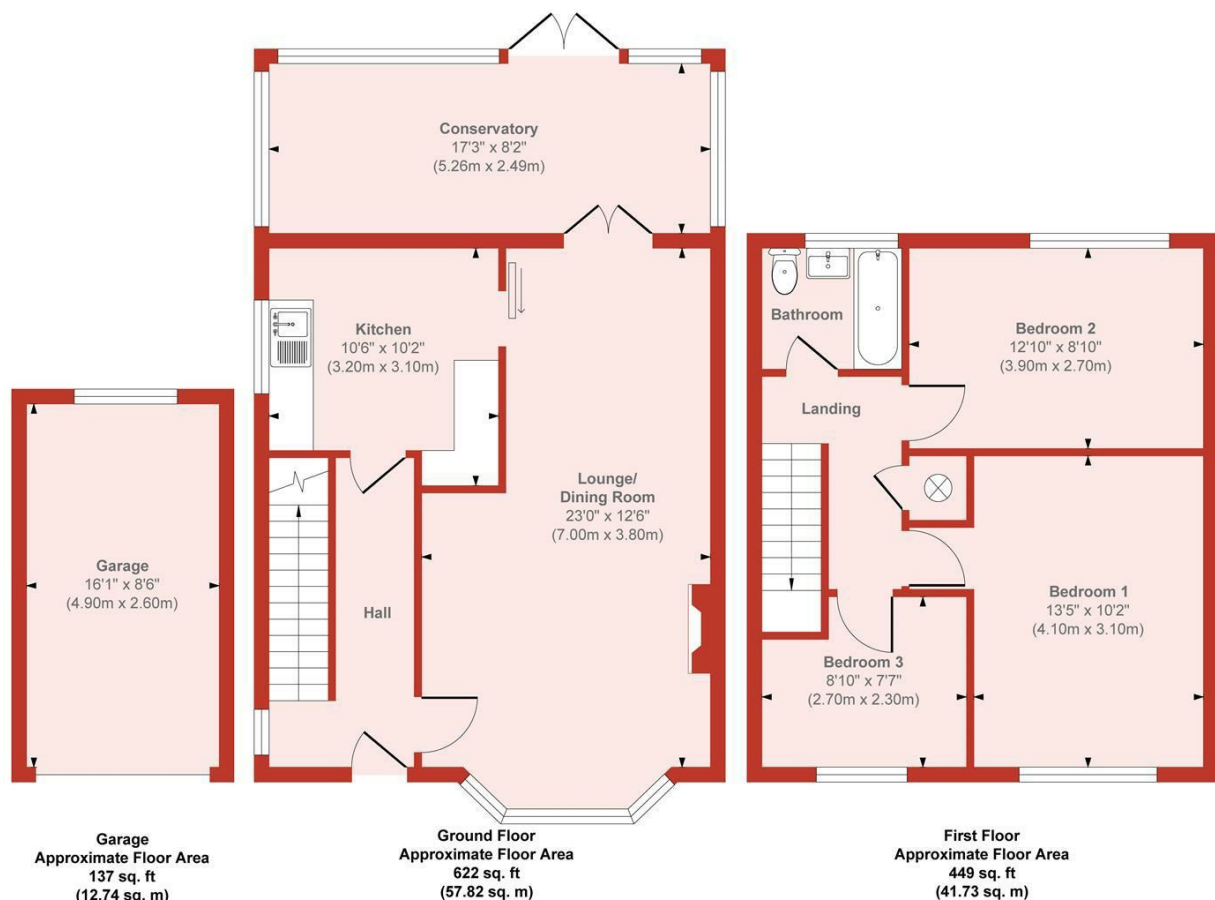 Conservatory
17'3" x 8'2"
(5.26m x 2.49m)
Kitchen
10'6" x 10'2"
(3.20m x 3.10m)
Lounge/
Dining Room
23'0" x 12'6"
(7.00m x 3.80m)
Hall
Garage
16'1" x 8'6"
(4.90m x 2.60m)
Bathroom
Bedroom 2
12'10" x 8'10"
(3.90m x 2.70m)
Landing
Bedroom 1
13'5" x 10'2"
(4.10m x 3.10m)
Bedroom 3
8'10" x 7'7"
(2.70m x 2.30m)
Garage
Approximate Floor Area
137 sq. ft
(12.74 sq. m)
Ground Floor
Approximate Floor Area
622 sq. ft
(57.82 sq. m)
First Floor
Approximate Floor Area
449 sq. ft
(41.73 sq. m)